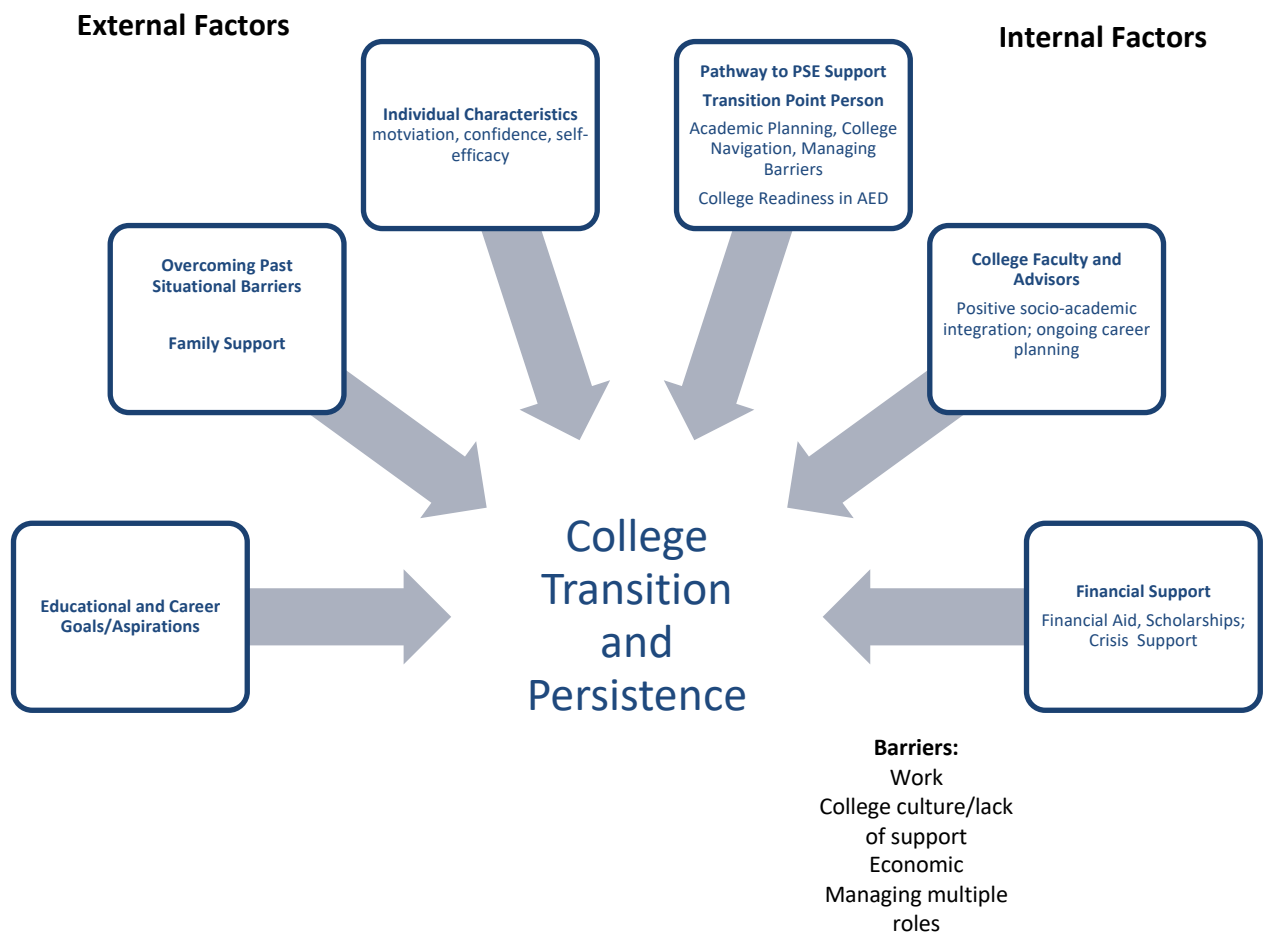 External Factors
Internal Factors
Individual Characteristics
motviation, confidence, self-
efficacy
Pathway to PSE Support
Transition Point Person
Academic Planning, College
Navigation, Managing
Barriers
College Readiness in AED
Overcoming Past
Situational Barriers
Family Support
College Faculty and
Advisors
Positive socio-academic
integration; ongoing career
planning
Educational and Career
Goals/Aspirations
College
Transition
and
Persistence
Financial Support
Financial Aid, Scholarships;
Crisis Support
Barriers:
Work
College culture/lack
of support
Economic
Managing multiple
roles